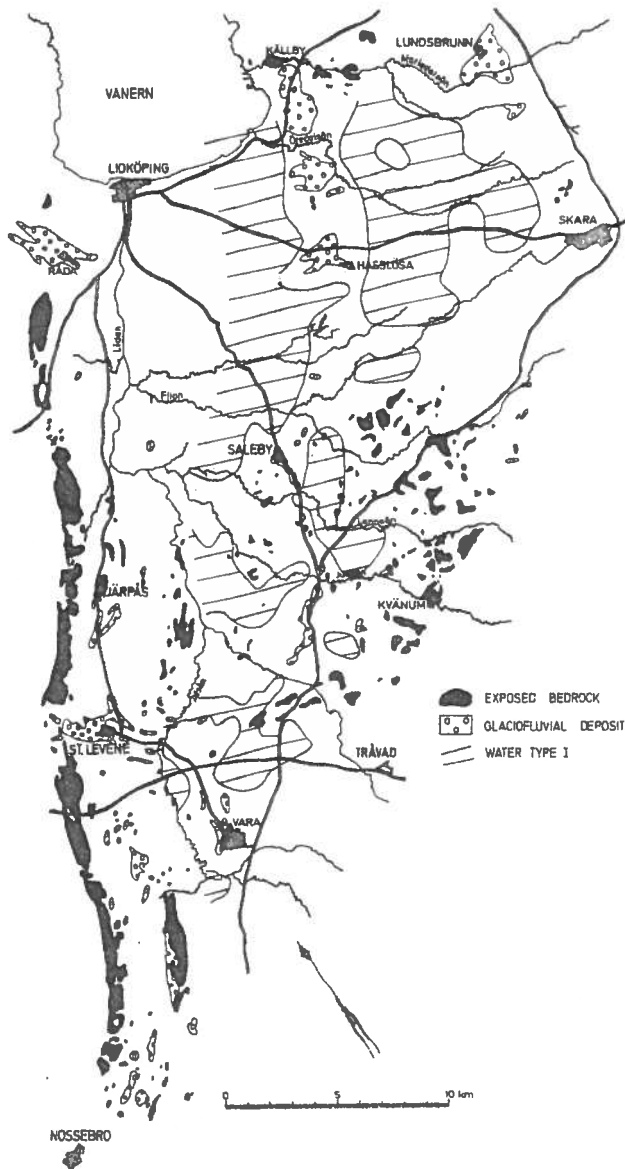 LUNDSBRUNN
KÄLLBY
VÄNERN
LIDKÖPING
SKARA
HASSLÖSA
RÅDA
Lidan
Flian
SALEBY
JÄRPÅS
KVÄNUM
EXPOSED BEDROCK
GLACIOFLUVIAL DEPOSIT
ST. LEVENE
WATER TYPE I
TRÅVAD
VARA
0 5 10 km
NOSSEBRO